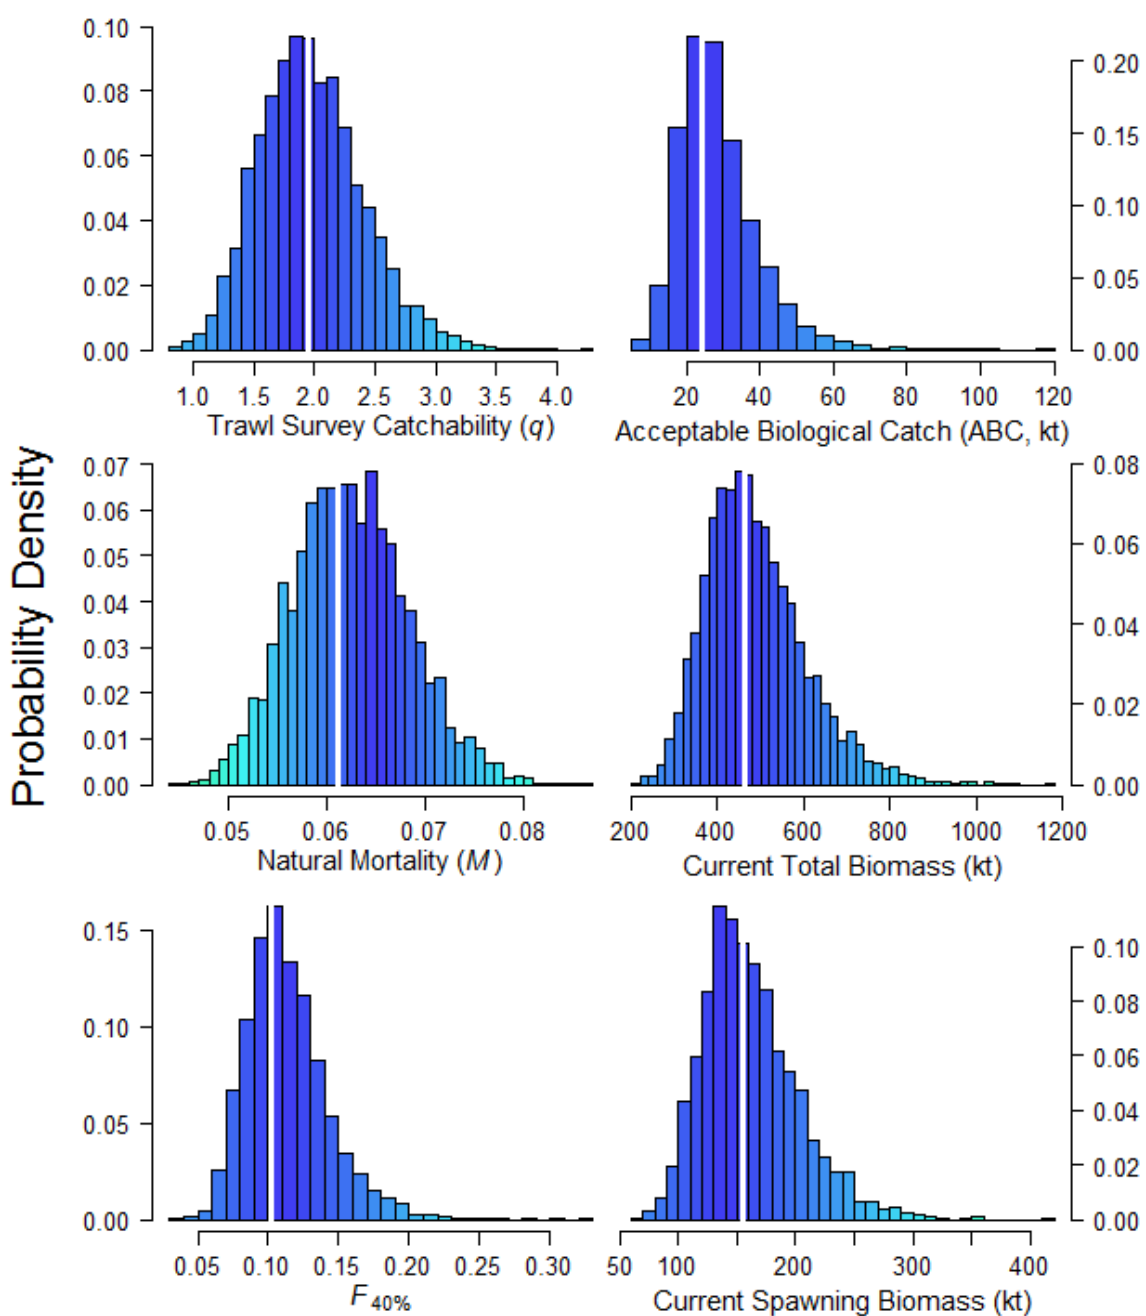 Probability Density
0.10
0.08
0.06
0.04
0.02
0.00
1.0 1.5 2.0 2.5 3.0 3.5 4.0
Trawl Survey Catchability (q)
0.20
0.15
0.10
0.05
0.00
20 40 60 80 100 120
Acceptable Biological Catch (ABC, kt)
0.07
0.06
0.05
0.04
0.03
0.02
0.01
0.00
0.05 0.06 0.07 0.08
Natural Mortality (M)
0.08
0.06
0.04
0.02
0.00
200 400 600 800 1000 1200
Current Total Biomass (kt)
0.15
0.10
0.05
0.00
0.05 0.10 0.15 0.20 0.25 0.30
F40%
0.10
0.08
0.06
0.04
0.02
0.00
50 100 200 300 400
Current Spawning Biomass (kt)